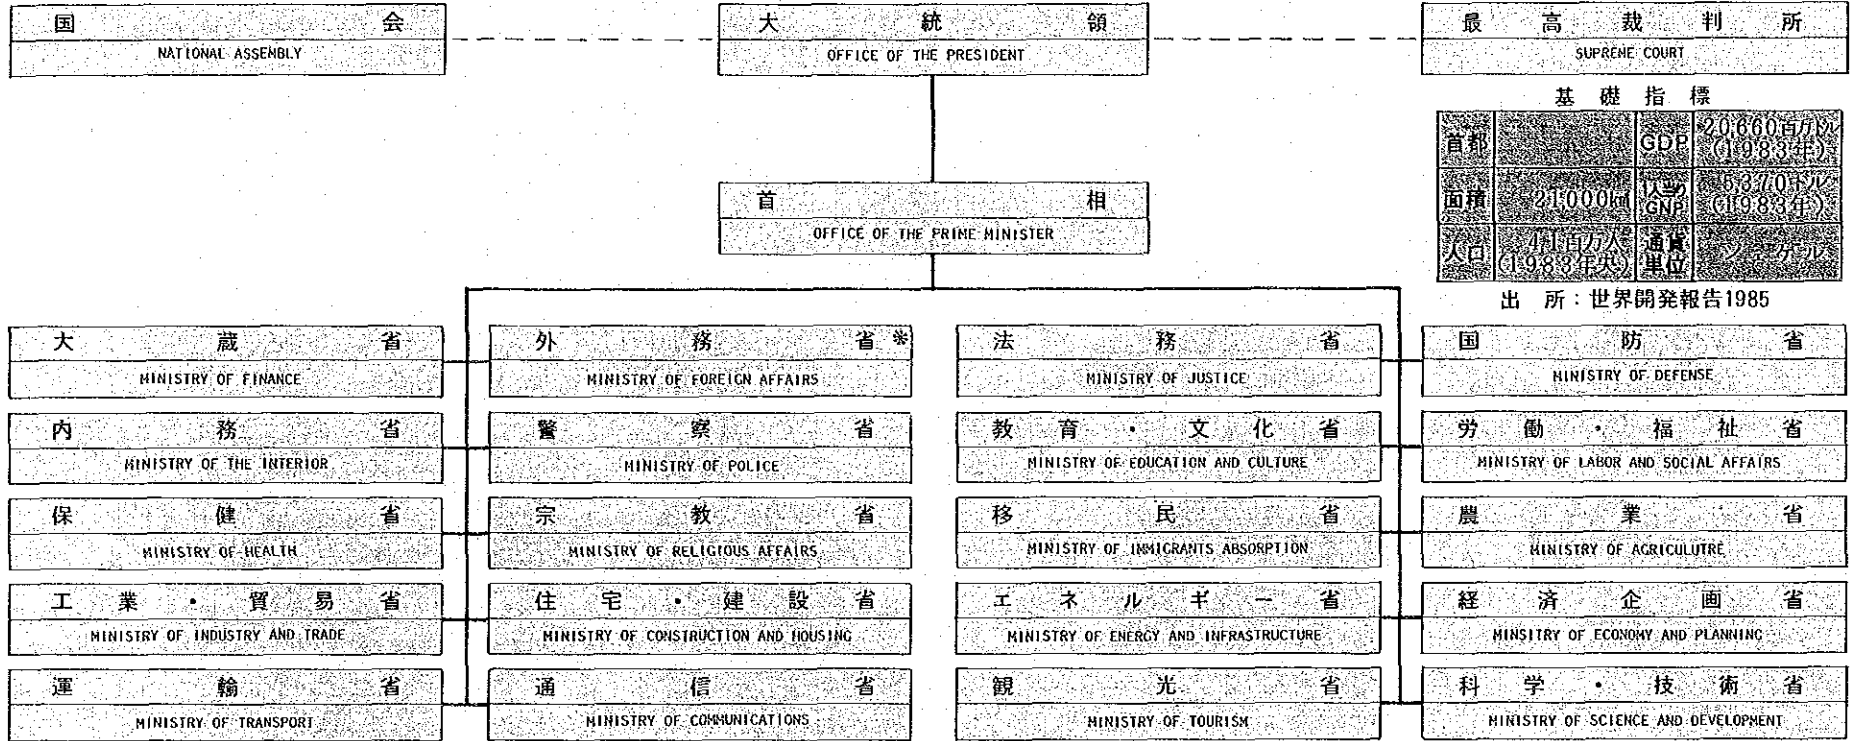 国会
NATIONAL ASSEMBLY
大統領
OFFICE OF THE PRESIDENT
最高裁判所
SUPREME COURT
基礎指標
首都 GDP 20,660百万ドル (1983年)
面積 21,000km² 1人当り GNP 5,370ドル (1983年)
人口 4.1百万人 (1983年央) 通貨単位 シェケル
出所:世界開発報告1985
首相
OFFICE OF THE PRIME MINISTER
大蔵省
MINISTRY OF FINANCE
外務省*
MINISTRY OF FOREIGN AFFAIRS
法務省
MINISTRY OF JUSTICE
国防省
MINISTRY OF DEFENSE
内務省
MINISTRY OF THE INTERIOR
警察省
MINISTRY OF POLICE
教育・文化省
MINISTRY OF EDUCATION AND CULTURE
労働・福祉省
MINISTRY OF LABOR AND SOCIAL AFFAIRS
保健省
MINISTRY OF HEALTH
宗教省
MINISTRY OF RELIGIOUS AFFAIRS
移民省
MINISTRY OF IMMIGRANTS ABSORPTION
農業省
MINISTRY OF AGRICULUTRE
工業・貿易省
MINISTRY OF INDUSTRY AND TRADE
住宅・建設省
MINISTRY OF CONSTRUCTION AND HOUSING
エネルギー省
MINISTRY OF ENERGY AND INFRASTRUCTURE
経済企画省
MINSITRY OF ECONOMY AND PLANNING
運輸省
MINISTRY OF TRANSPORT
通信省
MINISTRY OF COMMUNICATIONS
観光省
MINISTRY OF TOURISM
科学・技術省
MINISTRY OF SCIENCE AND DEVELOPMENT